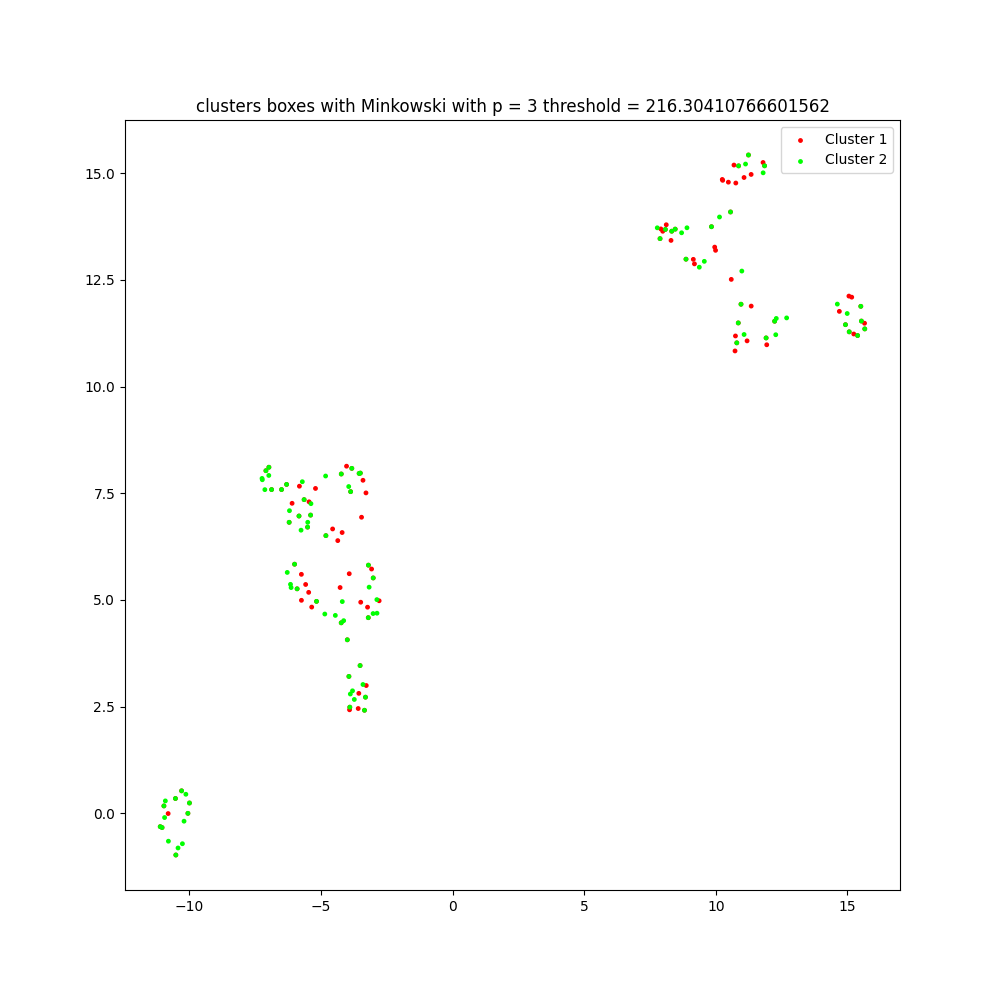 clusters boxes with Minkowski with p = 3 threshold = 216.30410766601562
Cluster 1
Cluster 2
15.0
12.5
10.0
7.5
5.0
2.5
0.0
−10 −5 0 5 10 15